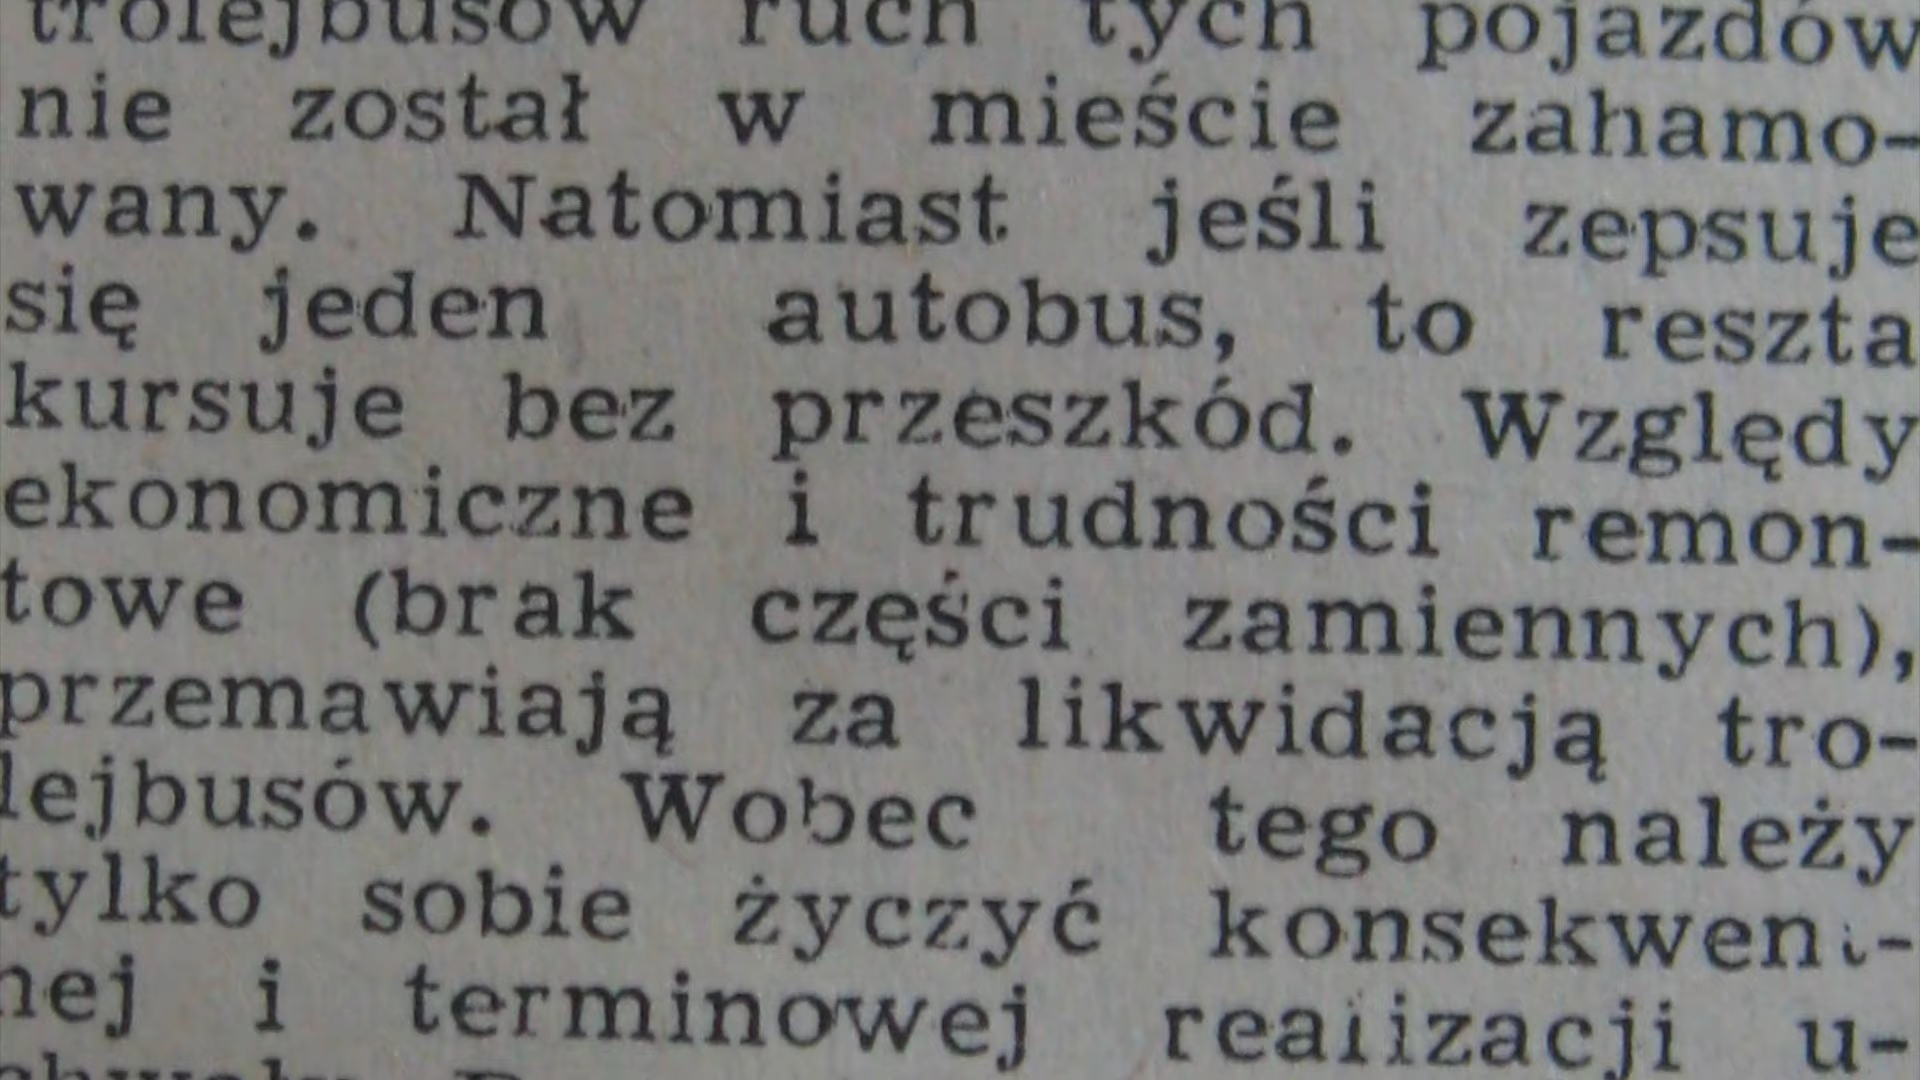 trolejbusów ruch tych pojazdów
nie został w mieście zahamo-
wany. Natomiast jeśli zepsuje
się jeden autobus, to reszta
kursuje bez przeszkód. Względy
ekonomiczne i trudności remon-
towe (brak części zamiennych),
przemawiają za likwidacją tro-
lejbusów. Wobec tego należy
tylko sobie życzyć konsekwent-
nej i terminowej realizacji u-